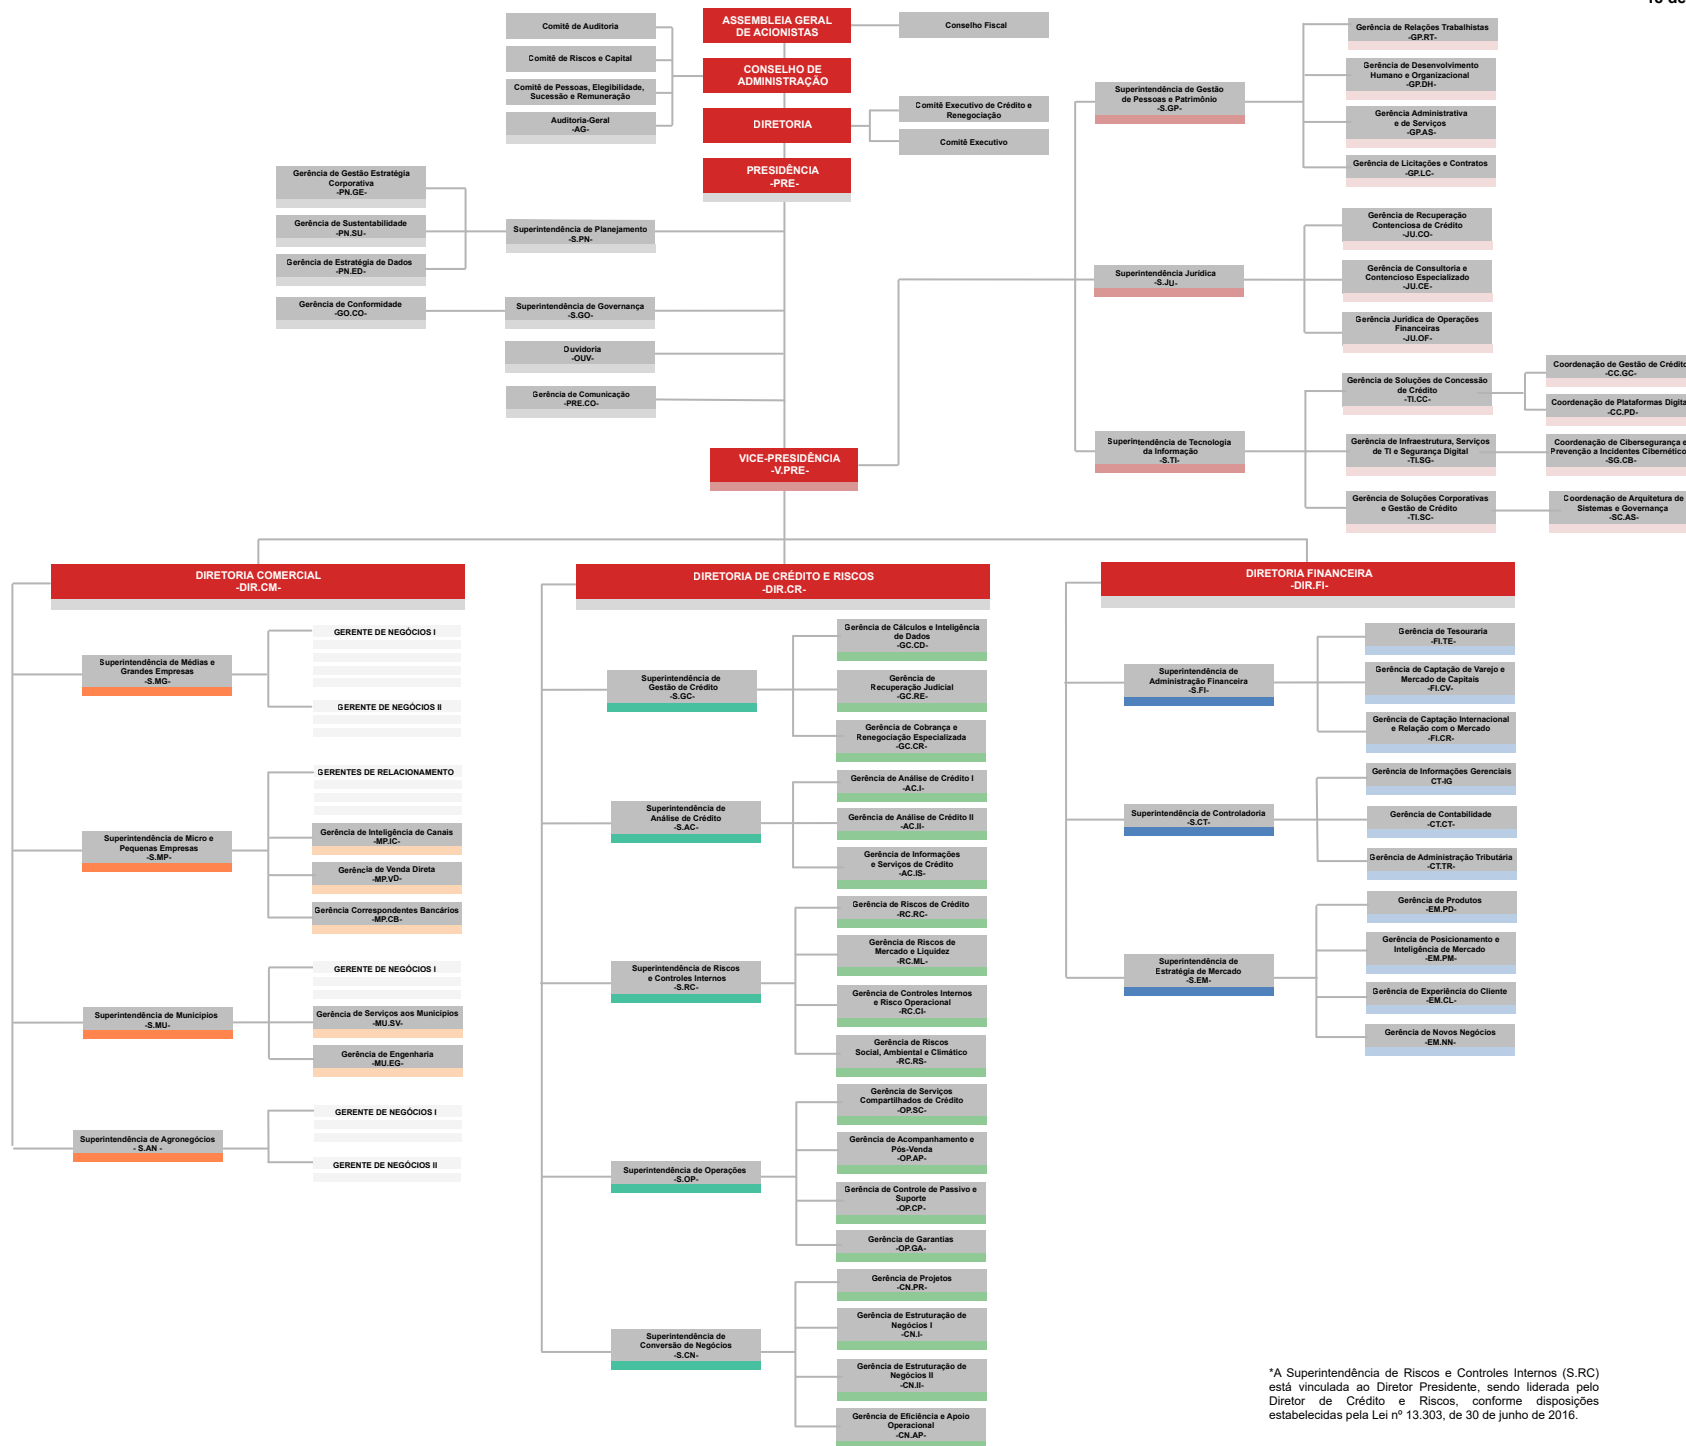 ASSEMBLEIA GERAL
DE ACIONISTAS
Conselho Fiscal
CONSELHO DE
ADMINISTRAÇÃO
Comitê de Auditoria
Comitê de Riscos e Capital
Comitê de Pessoas, Elegibilidade,
Sucessão e Remuneração
Auditoria-Geral
-AG-
DIRETORIA
Comitê Executivo de Crédito e
Renegociação
Comitê Executivo
PRESIDÊNCIA
-PRE-
Gerência de Gestão Estratégia
Corporativa
-PN.GE-
Gerência de Sustentabilidade
-PN.SU-
Gerência de Estratégia de Dados
-PN.ED-
Superintendência de Planejamento
-S.PN-
Gerência de Conformidade
-GO.CO-
Superintendência de Governança
-S.GO-
Ouvidoria
-OUV-
Gerência de Comunicação
-PRE.CO-
VICE-PRESIDÊNCIA
-V.PRE-
Superintendência de Gestão
de Pessoas e Patrimônio
-S.GP-
Gerência de Relações Trabalhistas
-GP.RT-
Gerência de Desenvolvimento
Humano e Organizacional
-GP.DH-
Gerência Administrativa
e de Serviços
-GP.AS-
Gerência de Licitações e Contratos
-GP.LC-
Superintendência Jurídica
-S.JU-
Gerência de Recuperação
Contenciosa de Crédito
-JU.CO-
Gerência de Consultoria e
Contencioso Especializado
-JU.CE-
Gerência Jurídica de Operações
Financeiras
-JU.OF-
Superintendência de Tecnologia
da Informação
-S.TI-
Gerência de Soluções de Concessão
de Crédito
-TI.CC-
Coordenação de Gestão de Crédito
-CC.GC-
Coordenação de Plataformas Digita
-CC.PD-
Gerência de Infraestrutura, Serviços
de TI e Segurança Digital
-TI.SG-
Coordenação de Cibersegurança e
Prevenção a Incidentes Cibernético
-SG.CB-
Gerência de Soluções Corporativas
e Gestão de Crédito
-TI.SC-
Coordenação de Arquitetura de
Sistemas e Governança
-SC.AS-
DIRETORIA COMERCIAL
-DIR.CM-
Superintendência de Médias e
Grandes Empresas
-S.MG-
GERENTE DE NEGÓCIOS I
GERENTE DE NEGÓCIOS II
Superintendência de Micro e
Pequenas Empresas
-S.MP-
GERENTES DE RELACIONAMENTO
Gerência de Inteligência de Canais
-MP.IC-
Gerência de Venda Direta
-MP.VD-
Gerência Correspondentes Bancários
-MP.CB-
Superintendência de Municípios
-S.MU-
GERENTE DE NEGÓCIOS I
Gerência de Serviços aos Municípios
-MU.SV-
Gerência de Engenharia
-MU.EG-
Superintendência de Agronegócios
- S.AN -
GERENTE DE NEGÓCIOS I
GERENTE DE NEGÓCIOS II
DIRETORIA DE CRÉDITO E RISCOS
-DIR.CR-
Superintendência de
Gestão de Crédito
-S.GC-
Gerência de Cálculos e Inteligência
de Dados
-GC.CD-
Gerência de
Recuperação Judicial
-GC.RE-
Gerência de Cobrança e
Renegociação Especializada
-GC.CR-
Superintendência de
Análise de Crédito
-S.AC-
Gerência de Análise de Crédito I
-AC.I-
Gerência de Análise de Crédito II
-AC.II-
Gerência de Informações
e Serviços de Crédito
-AC.IS-
Superintendência de Riscos
e Controles Internos
-S.RC-
Gerência de Riscos de Crédito
-RC.RC-
Gerência de Riscos de
Mercado e Liquidez
-RC.ML-
Gerência de Controles Internos
e Risco Operacional
-RC.CI-
Gerência de Riscos
Social, Ambiental e Climático
-RC.RS-
Superintendência de Operações
-S.OP-
Gerência de Serviços
Compartilhados de Crédito
-OP.SC-
Gerência de Acompanhamento e
Pós-Venda
-OP.AP-
Gerência de Controle de Passivo e
Suporte
-OP.CP-
Gerência de Garantias
-OP.GA-
Superintendência de
Conversão de Negócios
-S.CN-
Gerência de Projetos
-CN.PR-
Gerência de Estruturação de
Negócios I
-CN.I-
Gerência de Estruturação de
Negócios II
-CN.II-
Gerência de Eficiência e Apoio
Operacional
-CN.AP-
DIRETORIA FINANCEIRA
-DIR.FI-
Superintendência de
Administração Financeira
-S.FI-
Gerência de Tesouraria
-FI.TE-
Gerência de Captação de Varejo e
Mercado de Capitais
-FI.CV-
Gerência de Captação Internacional
e Relação com o Mercado
-FI.CR-
Superintendência de Controladoria
-S.CT-
Gerência de Informações Gerenciais
CT-IG
Gerência de Contabilidade
-CT.CT-
Gerência de Administração Tributária
-CT.TR-
Superintendência de
Estratégia de Mercado
-S.EM-
Gerência de Produtos
-EM.PD-
Gerência de Posicionamento e
Inteligência de Mercado
-EM.PM-
Gerência de Experiência do Cliente
-EM.CL-
Gerência de Novos Negócios
-EM.NN-
*A Superintendência de Riscos e Controles Internos (S.RC)
está vinculada ao Diretor Presidente, sendo liderada pelo
Diretor de Crédito e Riscos, conforme disposições
estabelecidas pela Lei nº 13.303, de 30 de junho de 2016.